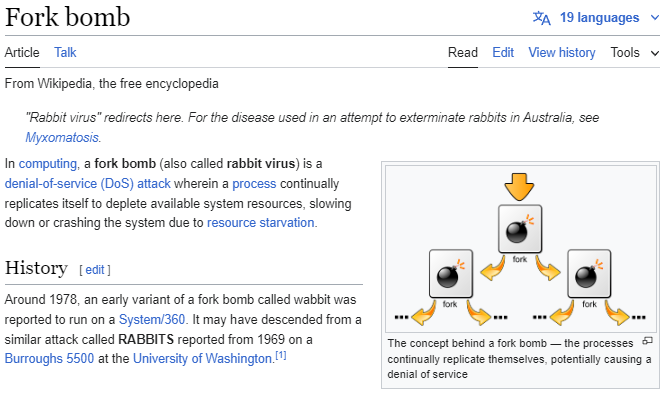 Fork bomb
19 languages
Article Talk Read Edit View history Tools
From Wikipedia, the free encyclopedia
"Rabbit virus" redirects here. For the disease used in an attempt to exterminate rabbits in Australia, see
Myxomatosis.
In computing, a fork bomb (also called rabbit virus) is a
denial-of-service (DoS) attack wherein a process continually
replicates itself to deplete available system resources, slowing
down or crashing the system due to resource starvation.
History [ edit ]
Around 1978, an early variant of a fork bomb called wabbit was
reported to run on a System/360. It may have descended from a
similar attack called RABBITS reported from 1969 on a
Burroughs 5500 at the University of Washington.[1]
fork
fork fork
... ... ... ...
The concept behind a fork bomb — the processes
continually replicate themselves, potentially causing a
denial of service